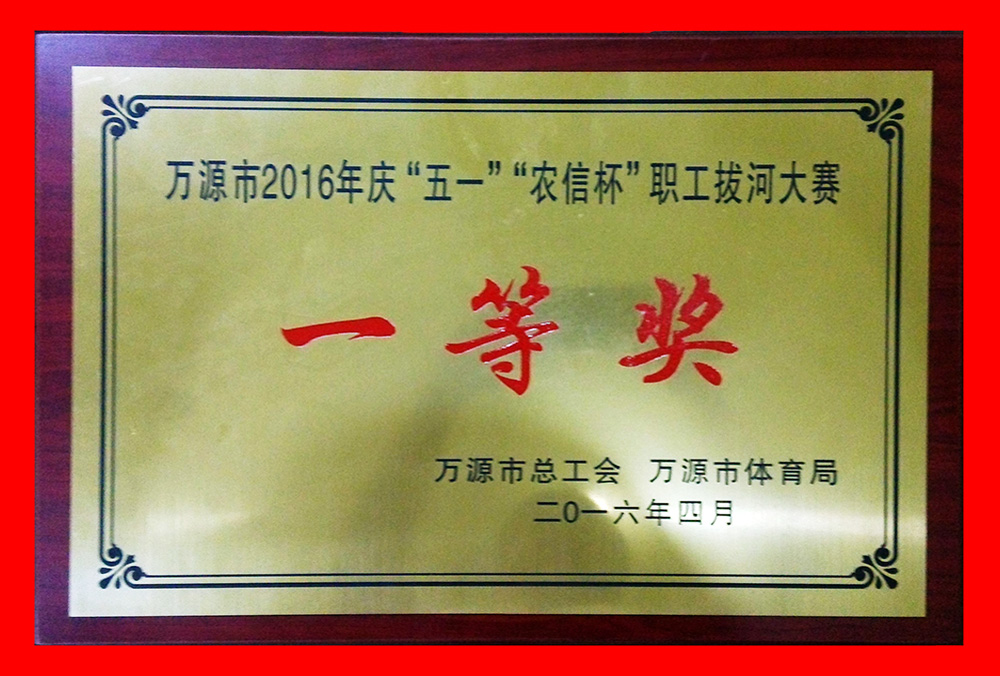 万源市2016年庆“五一”“农信杯”职工拔河大赛
一等奖
万源市总工会 万源市体育局
二0一六年四月